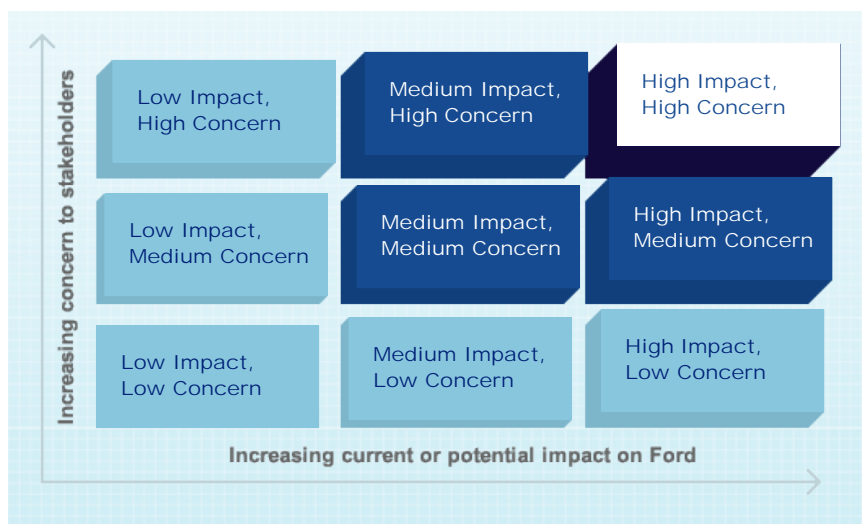 Increasing concern to stakeholders
Low Impact,
High Concern
Medium Impact,
High Concern
High Impact,
High Concern
Low Impact,
Medium Concern
Medium Impact,
Medium Concern
High Impact,
Medium Concern
Low Impact,
Low Concern
Medium Impact,
Low Concern
High Impact,
Low Concern
Increasing current or potential impact on Ford